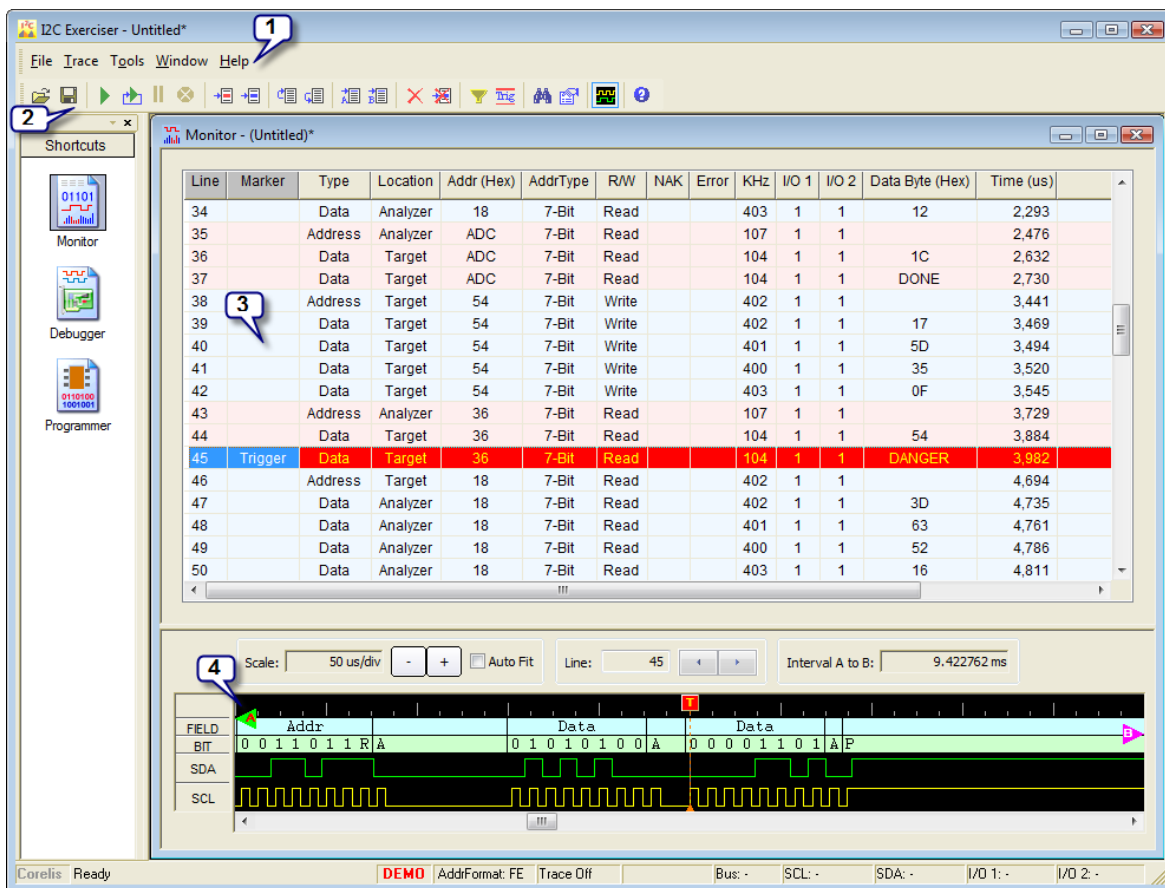 I2C Exerciser - Untitled*
1
File Trace Tools Window Help
Trig
2
Shortcuts
Monitor - (Untitled)*
01101
Monitor
Debugger
0110100
1001001
Programmer
Line Marker Type Location Addr (Hex) AddrType R/W NAK Error KHz I/O 1 I/O 2 Data Byte (Hex) Time (us)
34 Data Analyzer 18 7-Bit Read 403 1 1 12 2,293
35 Address Analyzer ADC 7-Bit Read 107 1 1 2,476
36 Data Target ADC 7-Bit Read 104 1 1 1C 2,632
37 Data Target ADC 7-Bit Read 104 1 1 DONE 2,730
38 Address Target 54 7-Bit Write 402 1 1 3,441
3
39 Data Target 54 7-Bit Write 402 1 1 17 3,469
40 Data Target 54 7-Bit Write 401 1 1 5D 3,494
41 Data Target 54 7-Bit Write 400 1 1 35 3,520
42 Data Target 54 7-Bit Write 403 1 1 0F 3,545
43 Address Analyzer 36 7-Bit Read 107 1 1 3,729
44 Data Target 36 7-Bit Read 104 1 1 54 3,884
45 Trigger Data Target 36 7-Bit Read 104 1 1 DANGER 3,982
46 Address Target 18 7-Bit Read 402 1 1 4,694
47 Data Analyzer 18 7-Bit Read 402 1 1 3D 4,735
48 Data Analyzer 18 7-Bit Read 401 1 1 63 4,761
49 Data Analyzer 18 7-Bit Read 400 1 1 52 4,786
50 Data Analyzer 18 7-Bit Read 403 1 1 16 4,811
4
Scale: 50 us/div - + Auto Fit Line: 45 Interval A to B: 9.422762 ms
T
A
B
FIELD Addr Data Data
BIT 0 0 1 1 0 1 1 R A 0 1 0 1 0 1 0 0 A 0 0 0 0 1 1 0 1 A P
SDA
SCL
Corelis Ready DEMO AddrFormat: FE Trace Off Bus: - SCL: - SDA: - I/O 1: - I/O 2: -